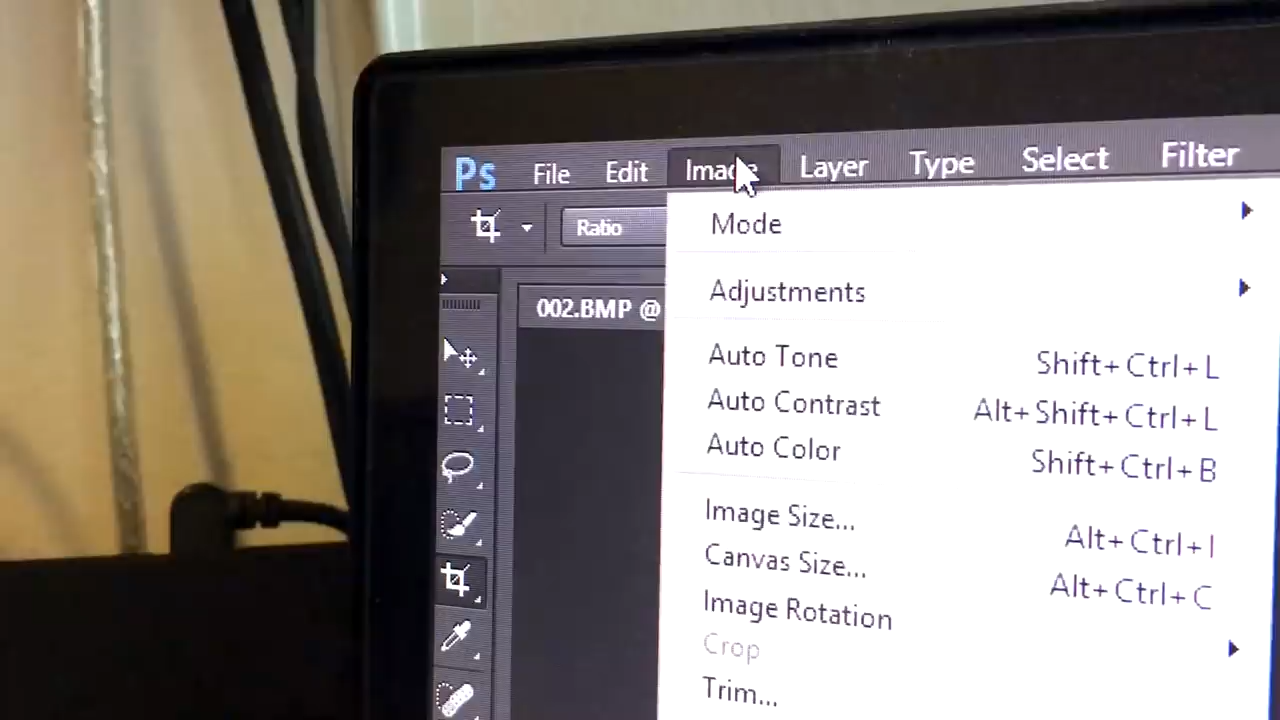 Ps File Edit Image Layer Type Select Filter
Ratio
Mode
002.BMP @
Adjustments
Auto Tone Shift+Ctrl+L
Auto Contrast Alt+Shift+Ctrl+L
Auto Color Shift+Ctrl+B
Image Size... Alt+Ctrl+I
Canvas Size... Alt+Ctrl+C
Image Rotation
Crop
Trim...